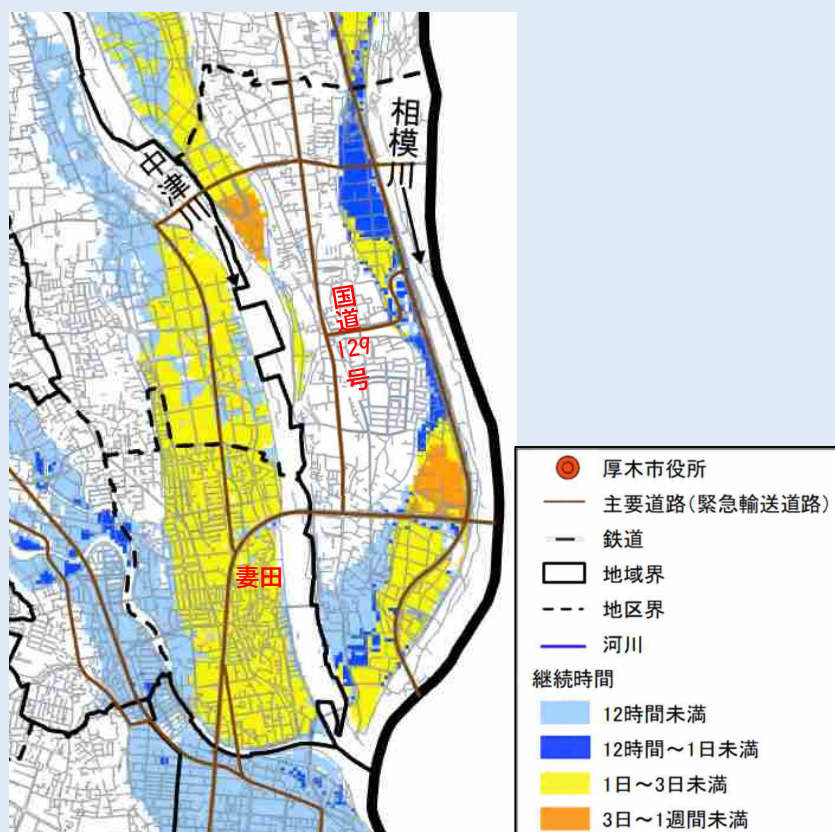 相模川
中津川
国道129号
妻田
厚木市役所
主要道路(緊急輸送道路)
鉄道
地域界
地区界
河川
継続時間
12時間未満
12時間～1日未満
1日～3日未満
3日～1週間未満